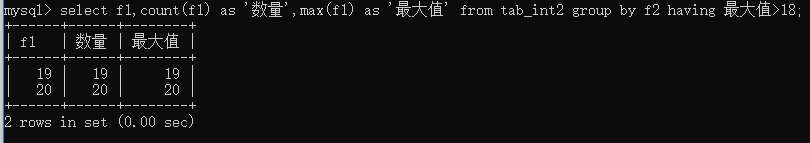 mysql> select f1,count(f1) as '数量',max(f1) as '最大值' from tab_int2 group by f2 having 最大值>18;
+------+------+--------+
| f1   | 数量 | 最大值 |
+------+------+--------+
|   19 |   19 |     19 |
|   20 |   20 |     20 |
+------+------+--------+
2 rows in set (0.00 sec)